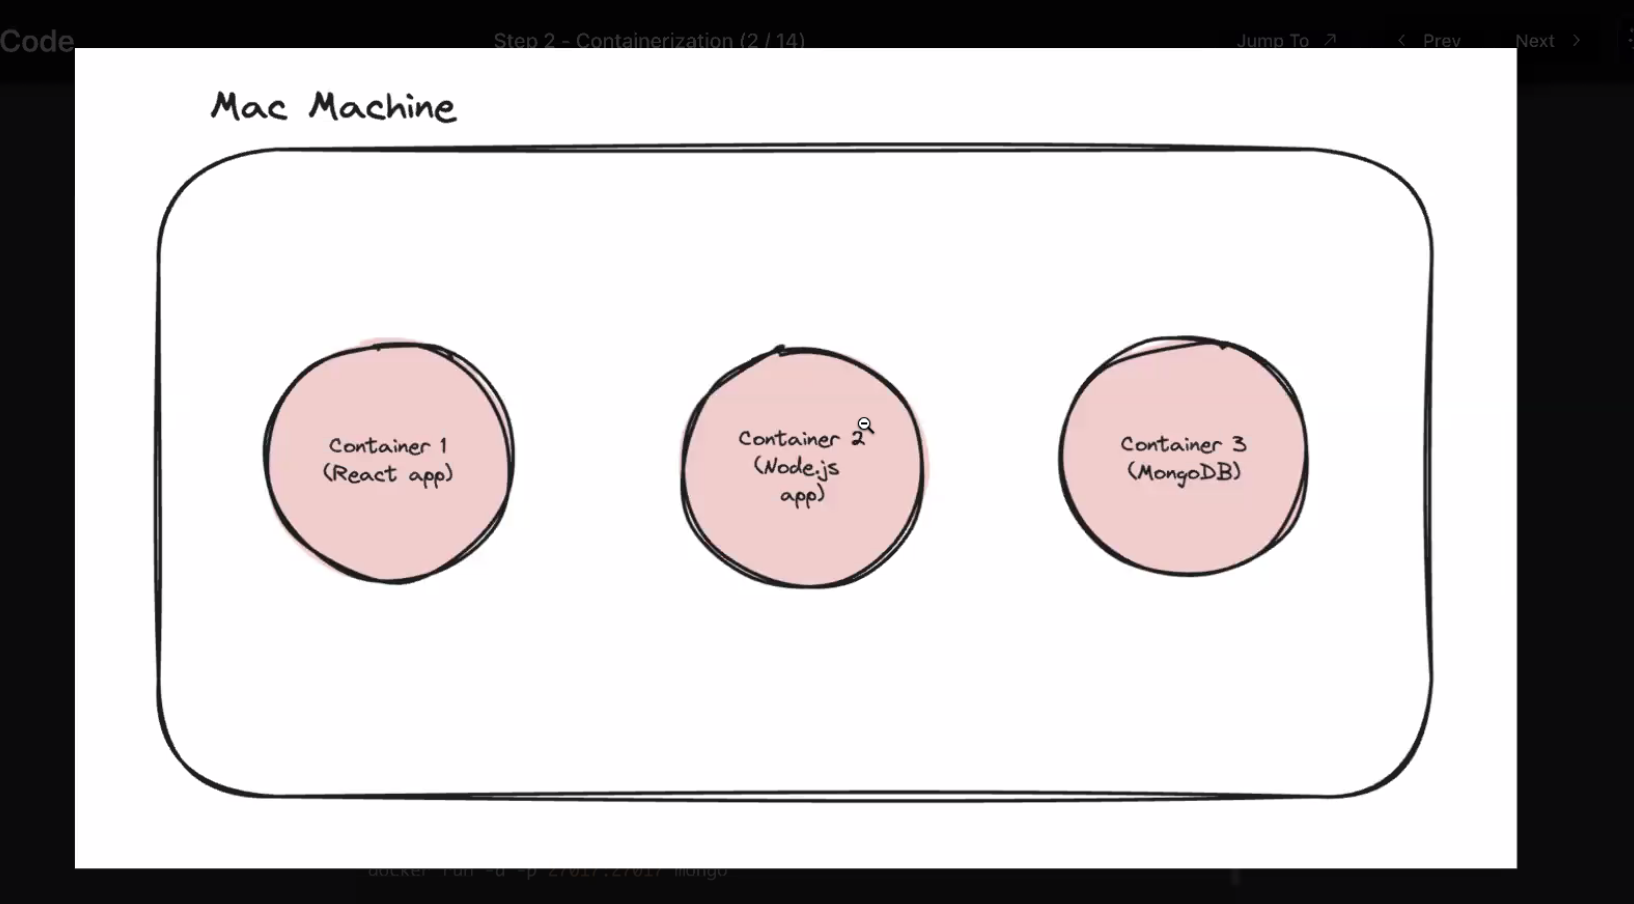 Code
Step 2 - Containerization (2 / 14)
Jump To
Prev
Next
Mac Machine
Container 1
(React app)
Container 2
(Node.js
app)
Container 3
(MongoDB)
docker run -d -p 27017:27017 mongo